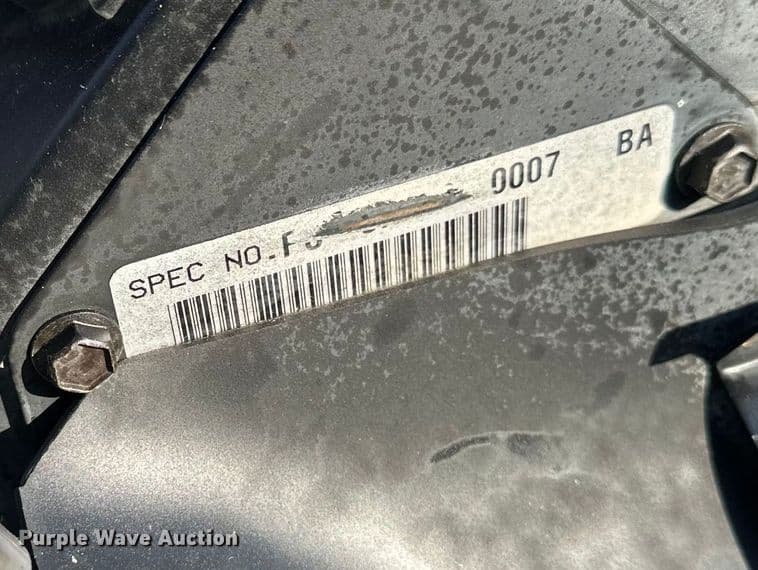 SPEC NO. 0007 BA
Purple Wave Auction